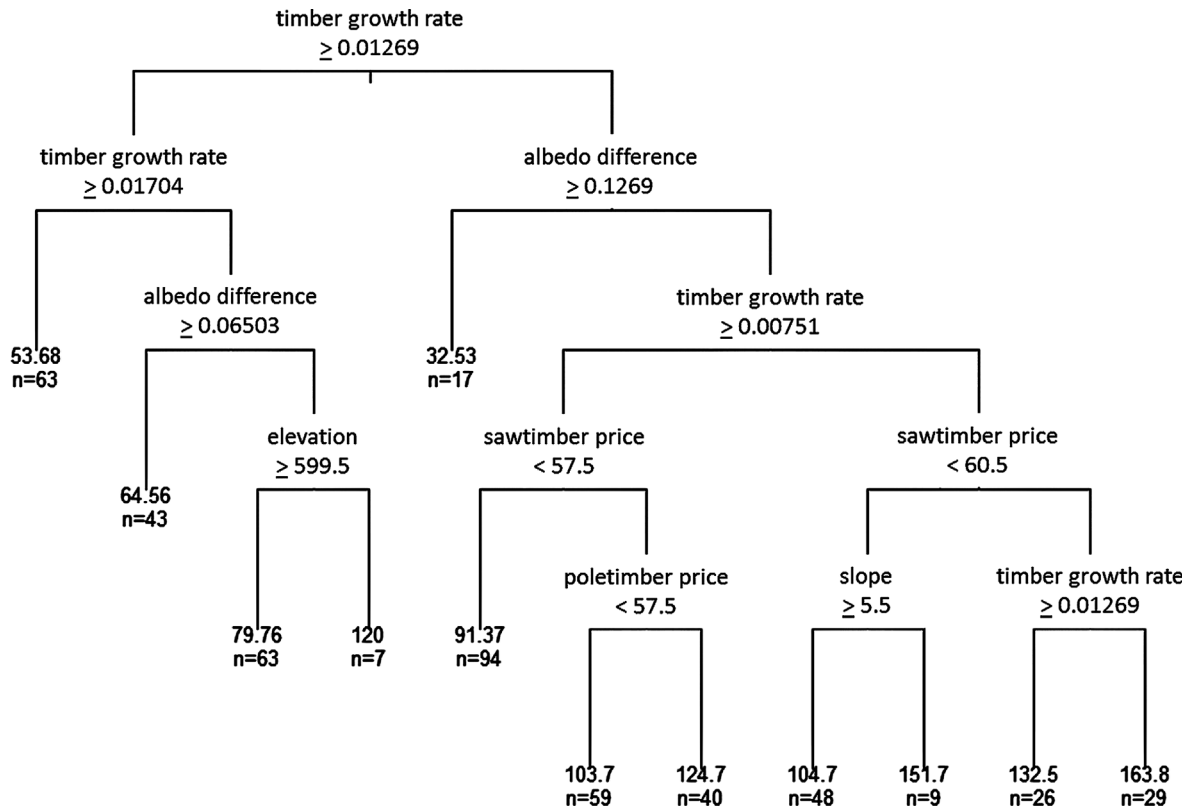 timber growth rate
≥ 0.01269
timber growth rate
≥ 0.01704
albedo difference
≥ 0.1269
albedo difference
≥ 0.06503
timber growth rate
≥ 0.00751
53.68
n=63
32.53
n=17
elevation
≥ 599.5
sawtimber price
< 57.5
sawtimber price
< 60.5
64.56
n=43
poletimber price
< 57.5
slope
≥ 5.5
timber growth rate
≥ 0.01269
79.76
n=63
120
n=7
91.37
n=94
103.7
n=59
124.7
n=40
104.7
n=48
151.7
n=9
132.5
n=26
163.8
n=29